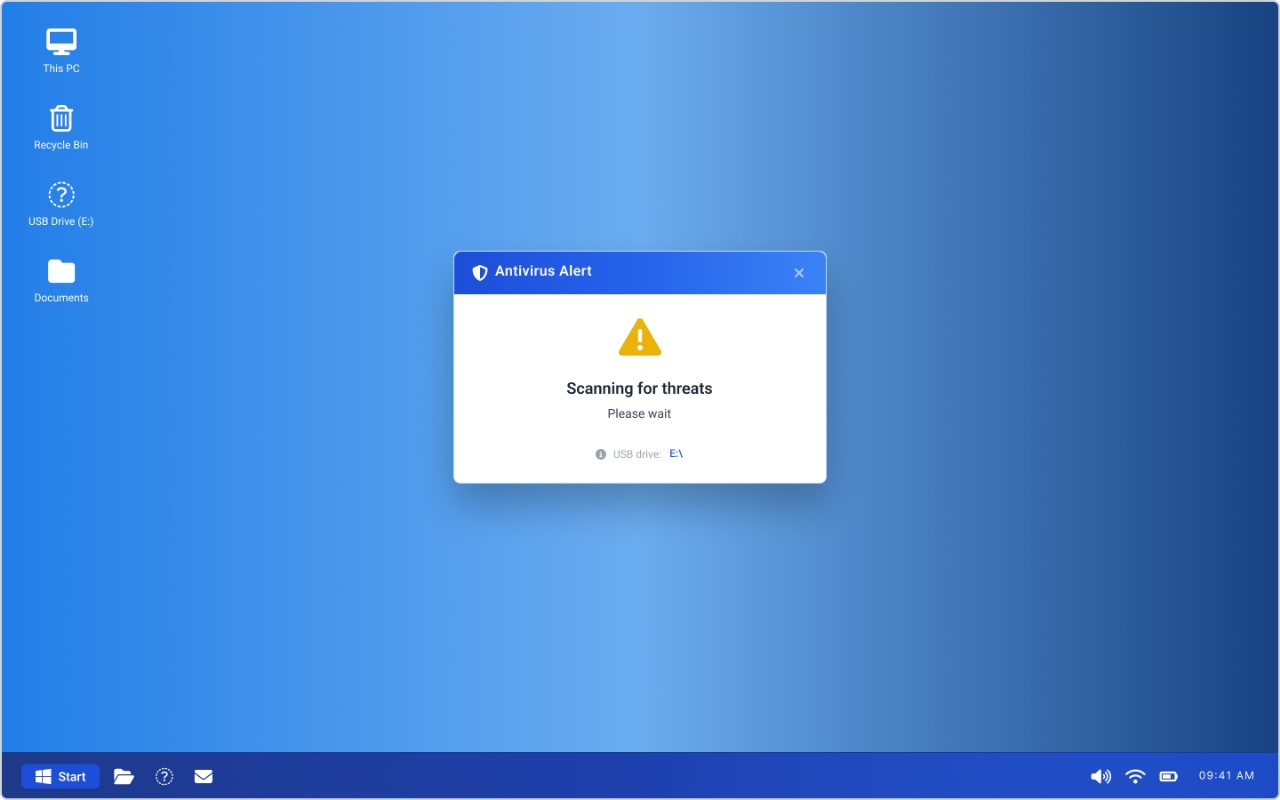 This PC
Recycle Bin
USB Drive (E:)
Documents
Antivirus Alert
Scanning for threats
Please wait
USB drive: E:\
Start
09:41 AM